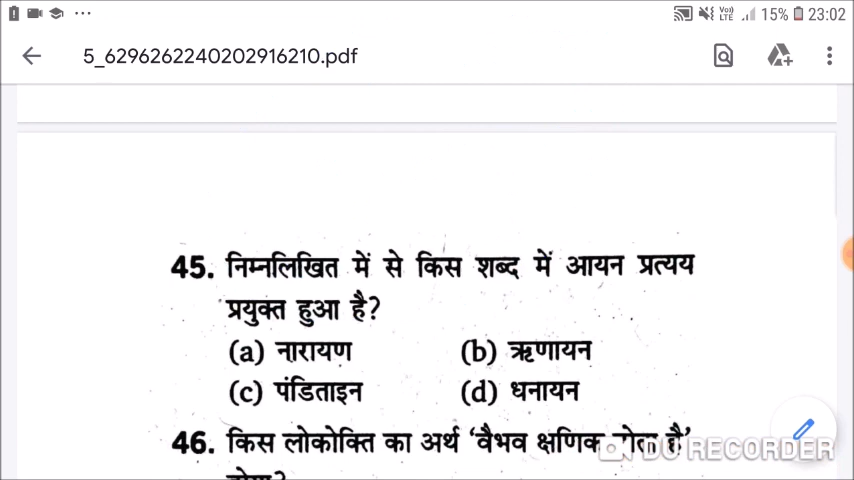 15% 23:02
5_6296262240202916210.pdf
45. निम्नलिखित में से किस शब्द में आयन प्रत्यय
प्रयुक्त हुआ है?
(a) नारायण (b) ऋणायन
(c) पंडिताइन (d) धनायन
46. किस लोकोक्ति का अर्थ 'वैभव क्षणिक है'
DU RECORDER